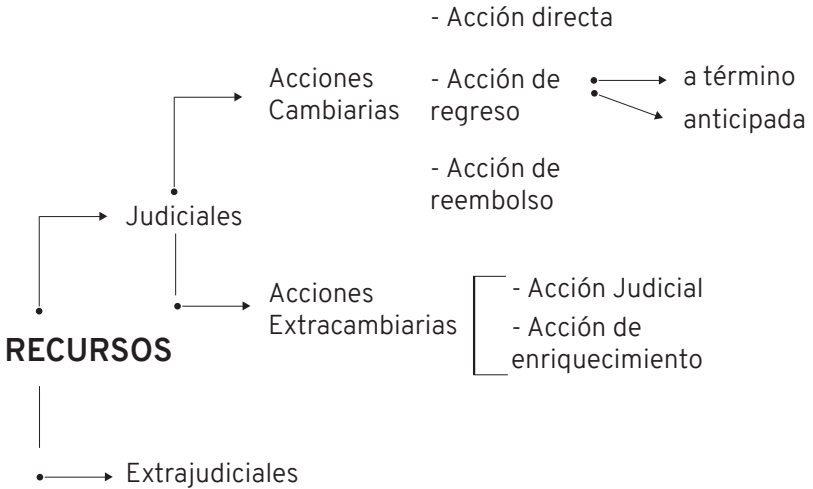 - Acción directa
Acciones
Cambiarias
- Acción de
regreso
a término
anticipada
- Acción de
reembolso
Judiciales
Acciones
Extracambiarias
- Acción Judicial
- Acción de
enriquecimiento
RECURSOS
Extrajudiciales